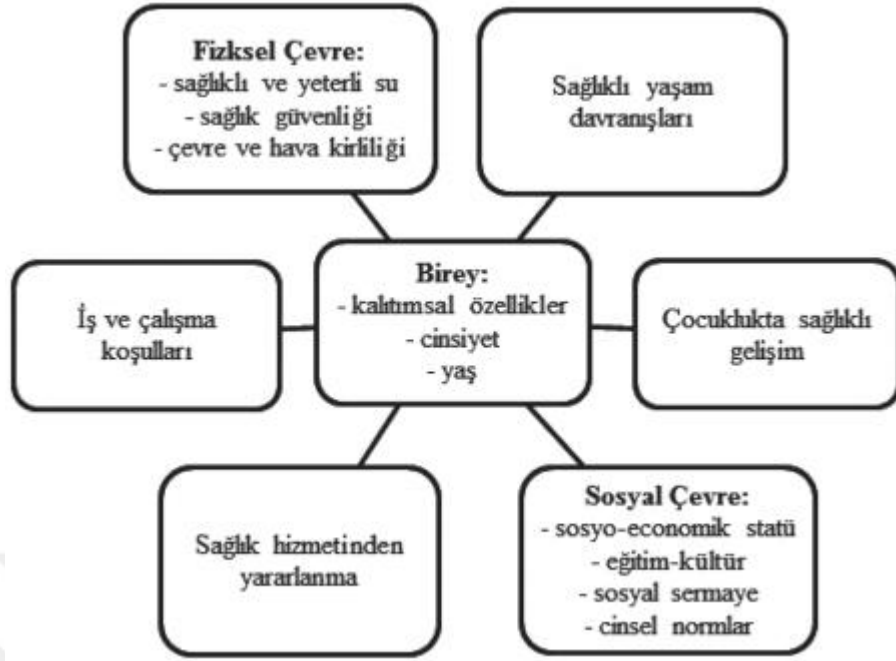 Fizksel Çevre:
- sağlıklı ve yeterli su
- sağlık güvenliği
- çevre ve hava kirliliği
Sağlıklı yaşam
davranışları
İş ve çalışma
koşulları
Birey:
- kalıtımsal özellikler
- cinsiyet
- yaş
Çocuklukta sağlıklı
gelişim
Sağlık hizmetinden
yararlanma
Sosyal Çevre:
- sosyo-economik statü
- eğitim-kültür
- sosyal sermaye
- cinsel normlar